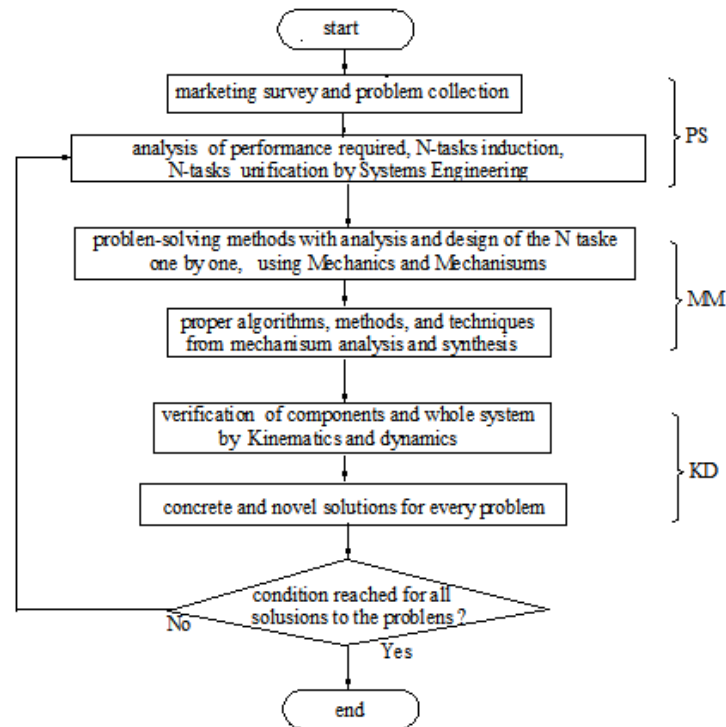 start
marketing survey and problem collection
PS
analysis of performance required, N-tasks induction,
N-tasks unification by Systems Engineering
problen-solving methods with analysis and design of the N taske
one by one, using Mechanics and Mechanisums
MM
proper algorithms, methods, and techniques
from mechanisum analysis and synthesis
verification of components and whole system
by Kinematics and dynamics
KD
concrete and novel solutions for every problem
condition reached for all
solusions to the problens?
No
Yes
end